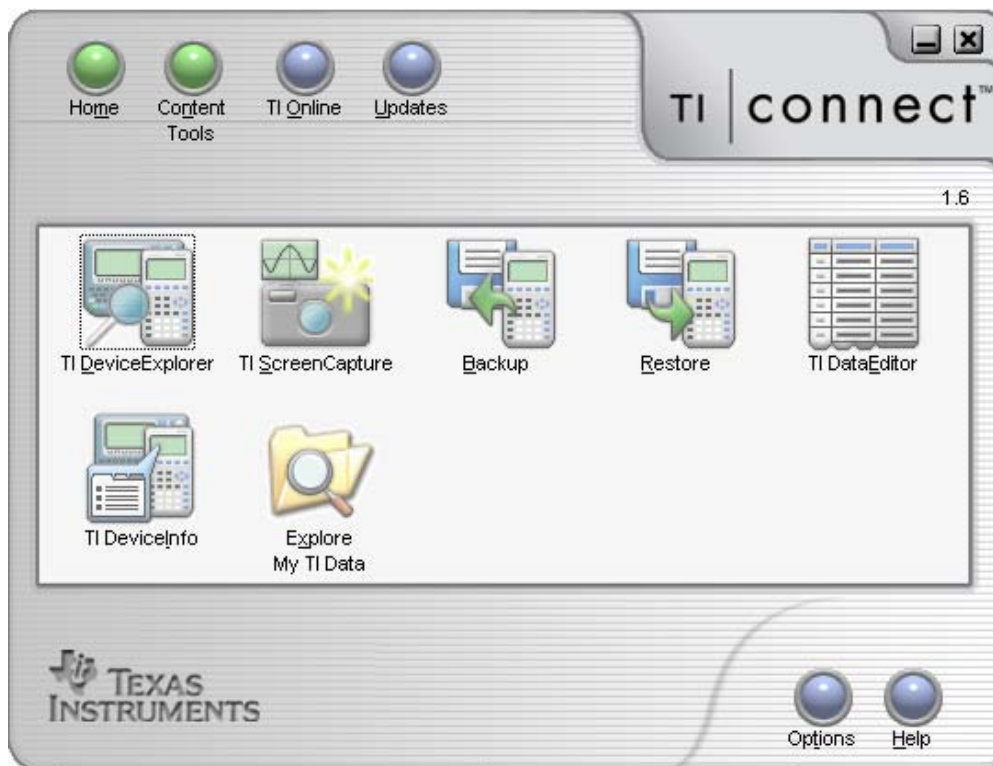 Home
Content
Tools
TI Online
Updates
TI connect™
1.6
TI DeviceExplorer
TI ScreenCapture
Backup
Restore
TI DataEditor
TI DeviceInfo
Explore
My TI Data
TEXAS
INSTRUMENTS
Options
Help